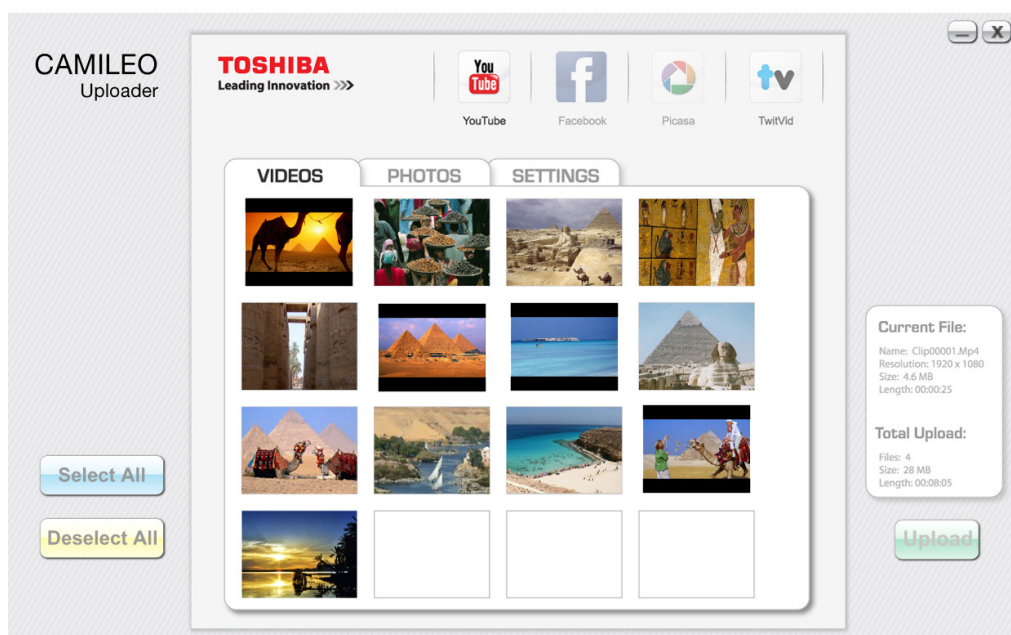 CAMILEO
Uploader
TOSHIBA
Leading Innovation >>>
You
Tube
f
tv
YouTube
Facebook
Picasa
TwitVid
X
VIDEOS
PHOTOS
SETTINGS
Select All
Deselect All
Current File:
Name: Clip00001.Mp4
Resolution: 1920 x 1080
Size: 4.6 MB
Length: 00:00:25
Total Upload:
Files: 4
Size: 28 MB
Length: 00:08:05
Upload